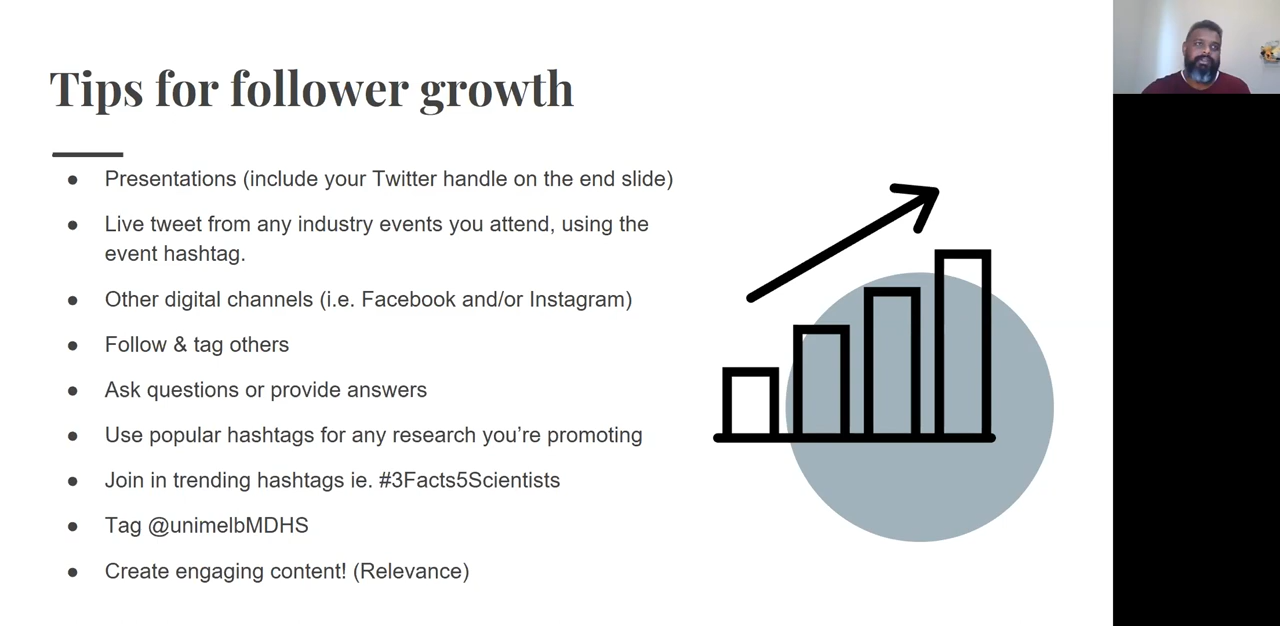 Tips for follower growth
● Presentations (include your Twitter handle on the end slide)
● Live tweet from any industry events you attend, using the
event hashtag.
● Other digital channels (i.e. Facebook and/or Instagram)
● Follow & tag others
● Ask questions or provide answers
● Use popular hashtags for any research you’re promoting
● Join in trending hashtags ie. #3Facts5Scientists
● Tag @unimelbMDHS
● Create engaging content! (Relevance)